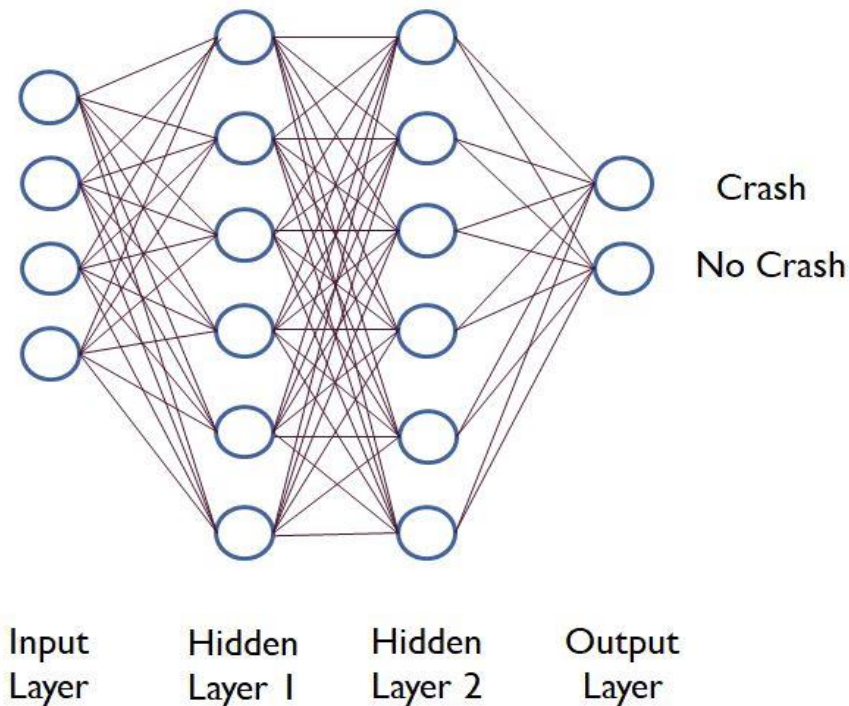 Crash
No Crash
Input
Layer
Hidden
Layer 1
Hidden
Layer 2
Output
Layer